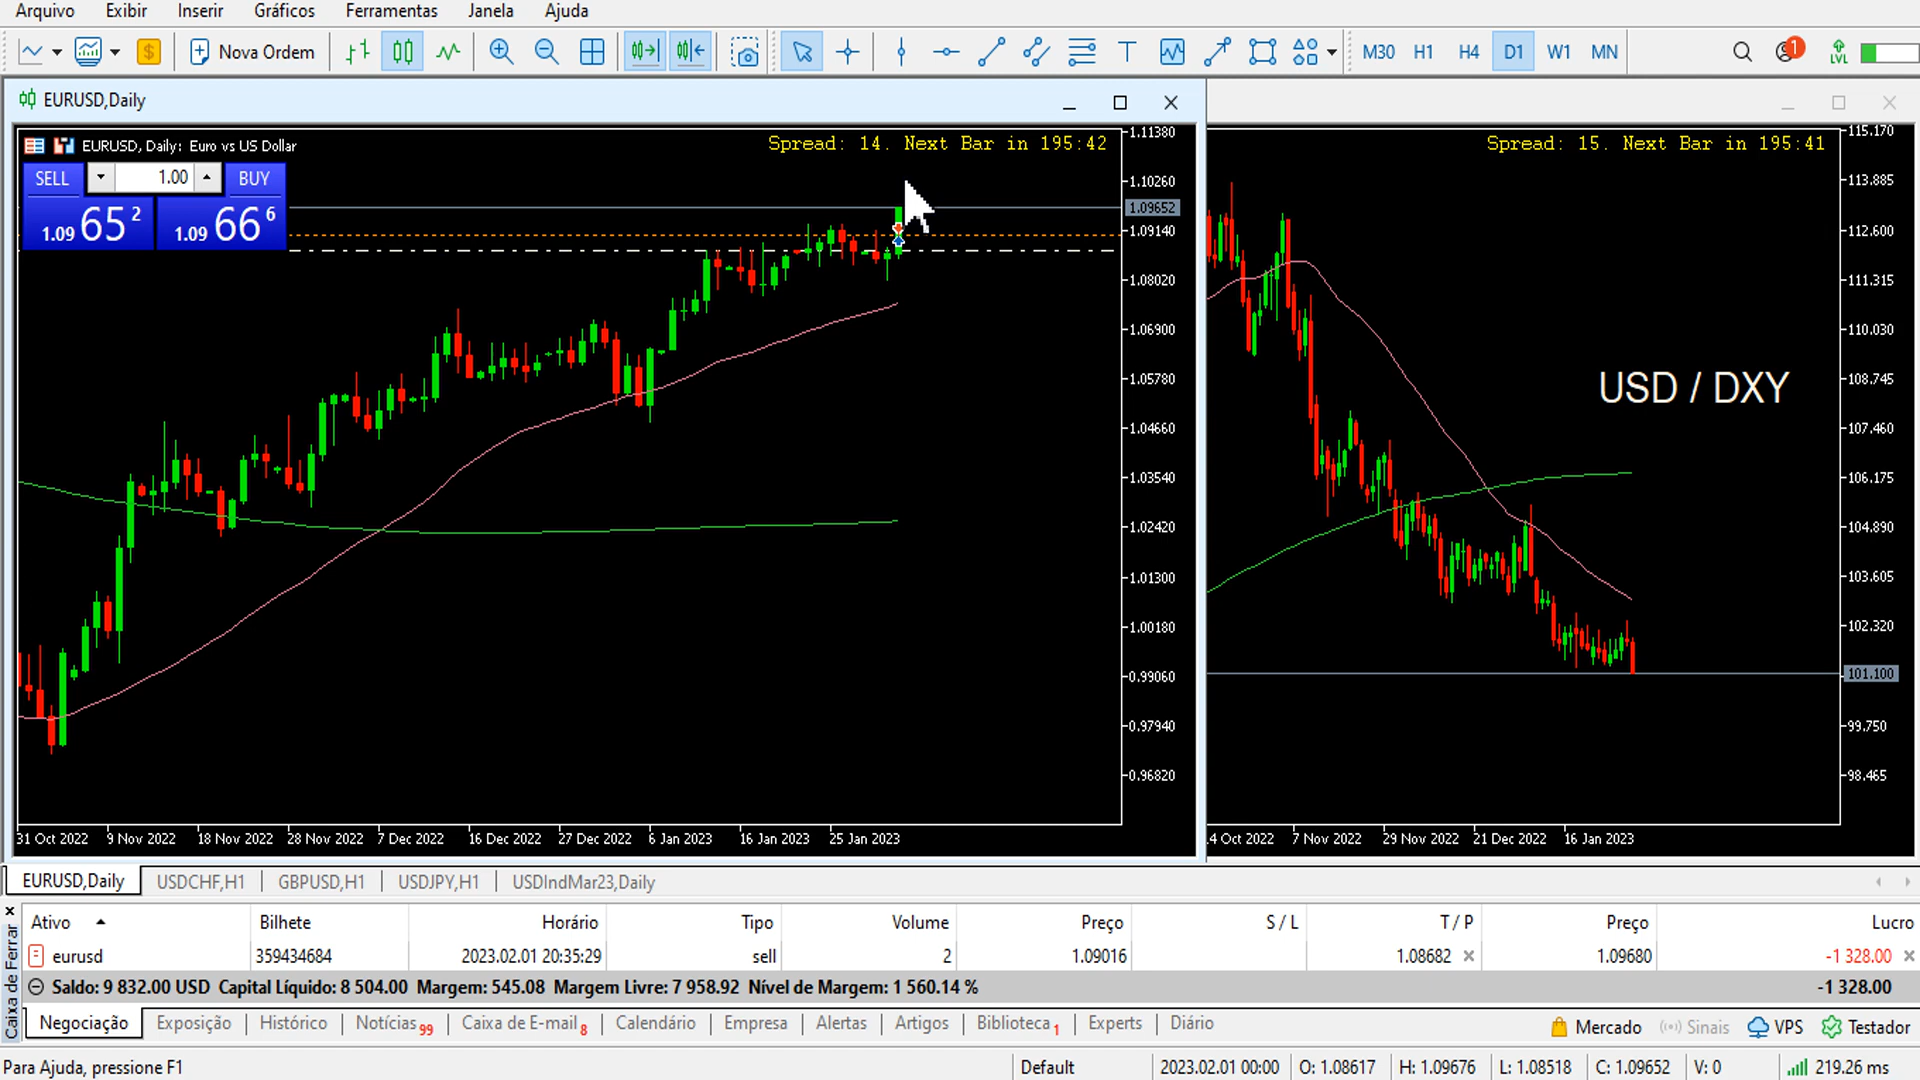 Arquivo Exibir Inserir Gráficos Ferramentas Janela Ajuda
$ Nova Ordem T M30 H1 H4 D1 W1 MN 1 LVL
EURUSD,Daily
EURUSD, Daily: Euro vs US Dollar
Spread: 14. Next Bar in 195:42
SELL 1.00 BUY
1.09 65 2 1.09 66 6
1.11380
1.10260
1.09652
1.09140
1.08020
1.06900
1.05780
1.04660
1.03540
1.02420
1.01300
1.00180
0.99060
0.97940
0.96820
31 Oct 2022 9 Nov 2022 18 Nov 2022 28 Nov 2022 7 Dec 2022 16 Dec 2022 27 Dec 2022 6 Jan 2023 16 Jan 2023 25 Jan 2023
Spread: 15. Next Bar in 195:41
USD / DXY
115.170
113.885
112.600
111.315
110.030
108.745
107.460
106.175
104.890
103.605
102.320
101.100
99.750
98.465
4 Oct 2022 7 Nov 2022 29 Nov 2022 21 Dec 2022 16 Jan 2023
EURUSD,Daily USDCHF,H1 GBPUSD,H1 USDJPY,H1 USDIndMar23,Daily
Caixa de Ferrar
Ativo Bilhete Horário Tipo Volume Preço S / L T / P Preço Lucro
eurusd 359434684 2023.02.01 20:35:29 sell 2 1.09016 1.08682 1.09680 -1 328.00
Saldo: 9 832.00 USD Capital Líquido: 8 504.00 Margem: 545.08 Margem Livre: 7 958.92 Nível de Margem: 1 560.14 % -1 328.00
Negociação Exposição Histórico Notícias 99 Caixa de E-mail 8 Calendário Empresa Alertas Artigos Biblioteca 1 Experts Diário Mercado Sinais VPS Testador
Para Ajuda, pressione F1 Default 2023.02.01 00:00 O: 1.08617 H: 1.09676 L: 1.08518 C: 1.09652 V: 0 219.26 ms